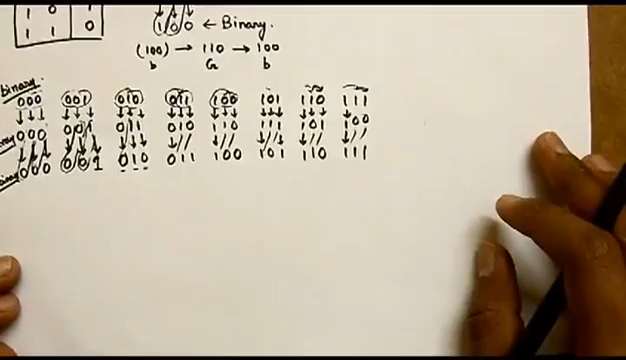 1 0 1
1 1 0
1 0 0 ← Binary.
(100) → 110 → 100
b G b
binary.
000 001 010 011 100 101 110 111
000 001 011 010 110 111 101 100
000 001 010 011 100 101 110 111